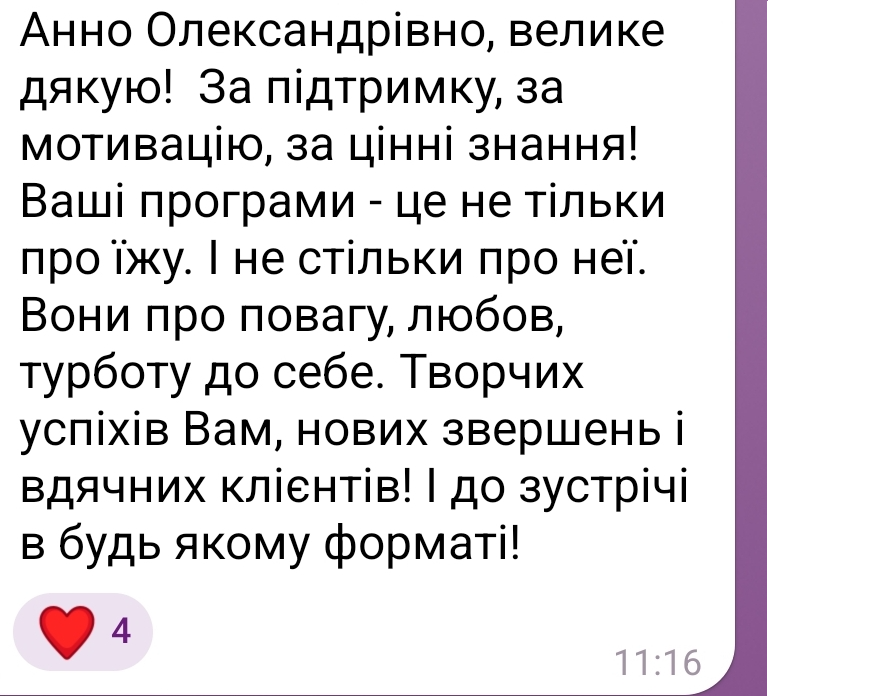 Анно Олександрівно, велике
дякую!  За підтримку, за
мотивацію, за цінні знання!
Ваші програми - це не тільки
про їжу. І не стільки про неї.
Вони про повагу, любов,
турботу до себе. Творчих
успіхів Вам, нових звершень і
вдячних клієнтів! І до зустрічі
в будь якому форматі!
❤️ 4
11:16